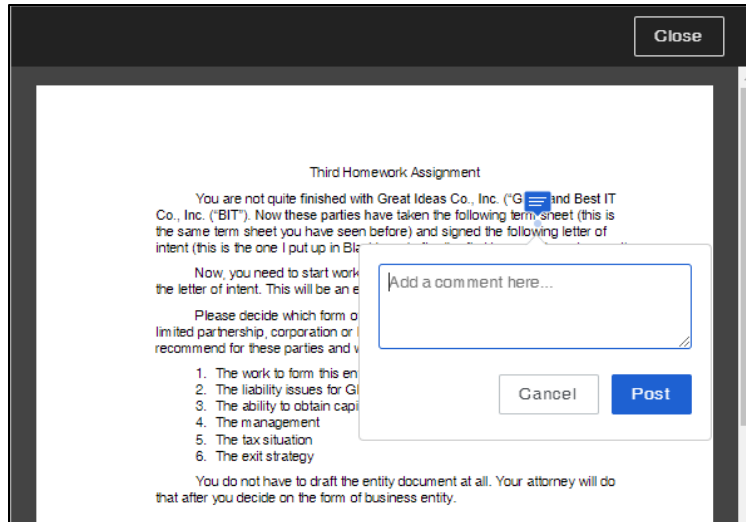 Close
Third Homework Assignment
You are not quite finished with Great Ideas Co., Inc. ("G and Best IT
Co., Inc. ("BIT"). Now these parties have taken the following term sheet (this is
the same term sheet you have seen before) and signed the following letter of
intent (this is the one I put up in
Now, you need to start work
the letter of intent. This will be an
Add a comment here...
Please decide which form
limited partnership, corporation or
recommend for these parties and
1. The work to form this
2. The liability issues for
3. The ability to obtain
4. The management
5. The tax situation
6. The exit strategy
Cancel
Post
You do not have to draft the entity document at all. Your attorney will do
that after you decide on the form of business entity.